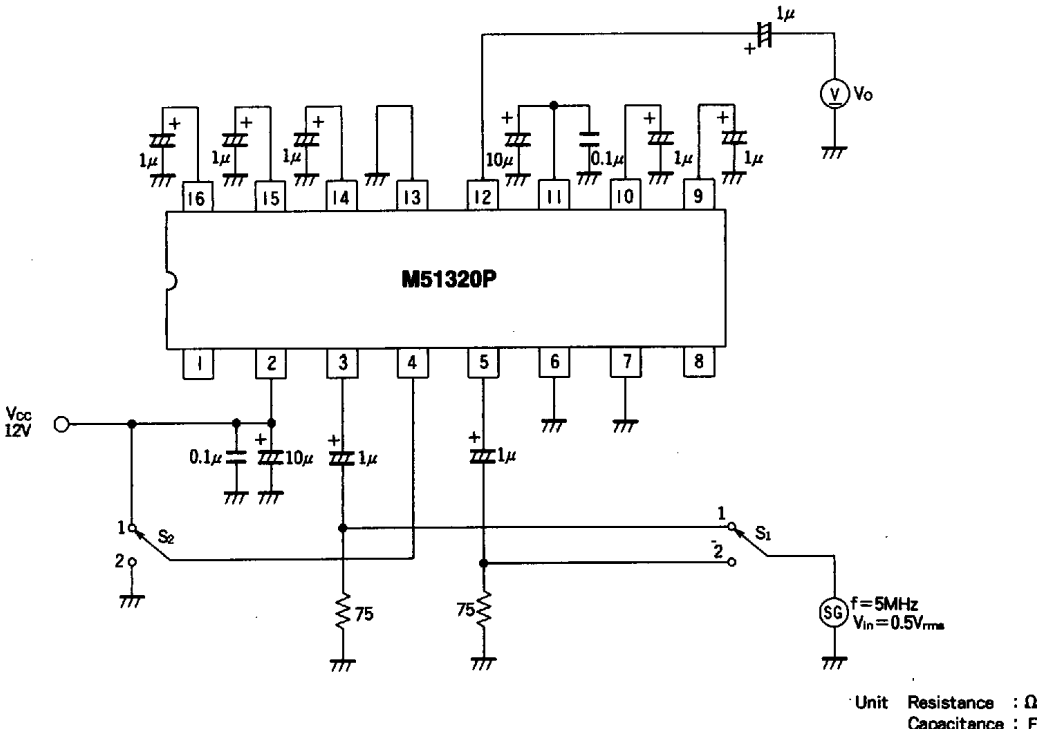 1μ
+
V Vo
+ + + + + +
1μ 1μ 1μ 10μ 0.1μ 1μ 1μ
16 15 14 13 12 11 10 9
M51320P
1 2 3 4 5 6 7 8
Vcc
12V
+ + +
0.1μ 10μ 1μ 1μ
1 S2
2
1 S1
2
75 75
SG f=5MHz
Vin=0.5Vrms
Unit Resistance : Ω
Capacitance : F